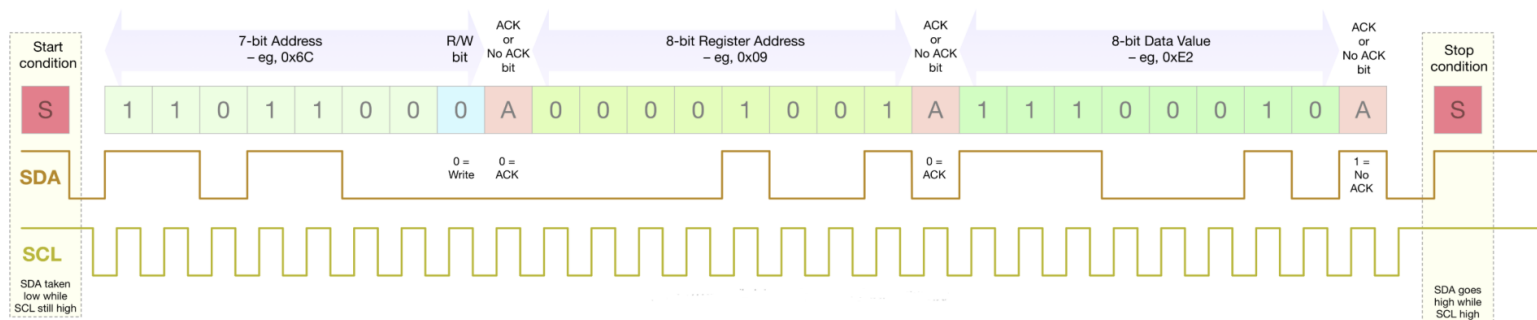 Start
condition
7-bit Address
– eg, 0x6C
R/W
bit
ACK
or
No ACK
bit
8-bit Register Address
– eg, 0x09
ACK
or
No ACK
bit
8-bit Data Value
– eg, 0xE2
ACK
or
No ACK
bit
Stop
condition
S 1 1 0 1 1 0 0 0 A 0 0 0 0 1 0 0 1 A 1 1 1 0 0 0 1 0 A S
SDA
0 =
Write
0 =
ACK
0 =
ACK
1 =
No
ACK
SCL
SDA taken
low while
SCL still high
SDA goes
high while
SCL high